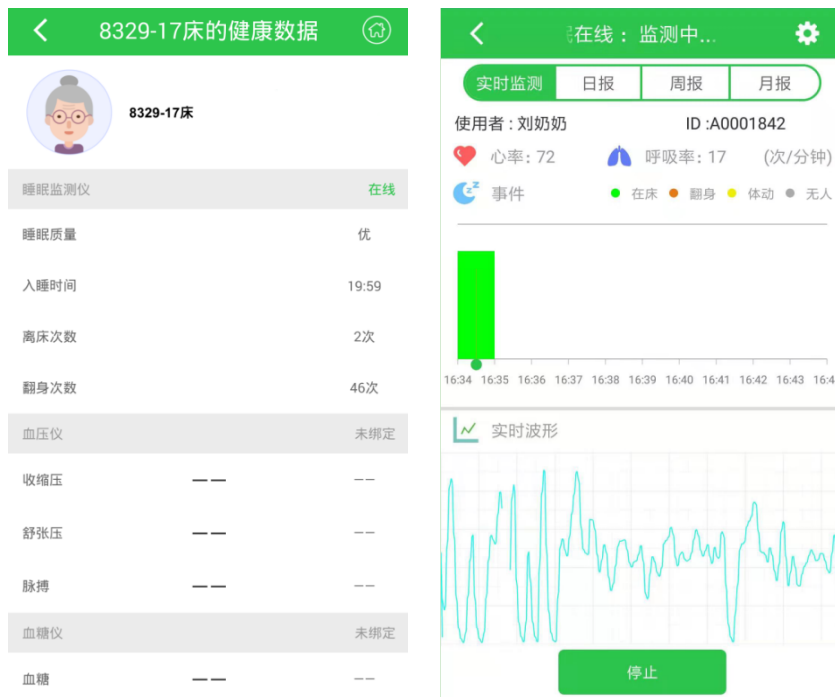 8329-17床的健康数据
8329-17床
睡眠监测仪 在线
睡眠质量 优
入睡时间 19:59
离床次数 2次
翻身次数 46次
血压仪 未绑定
收缩压 —— ——
舒张压 —— ——
脉搏 —— ——
血糖仪 未绑定
血糖 —— ——
在线： 监测中...
实时监测 日报 周报 月报
使用者 : 刘奶奶 ID :A0001842
心率: 72 呼吸率: 17 (次/分钟)
z z
事件 在床 翻身 体动 无人
16:34 16:35 16:36 16:37 16:38 16:39 16:40 16:41 16:42 16:43 16:4
实时波形
停止